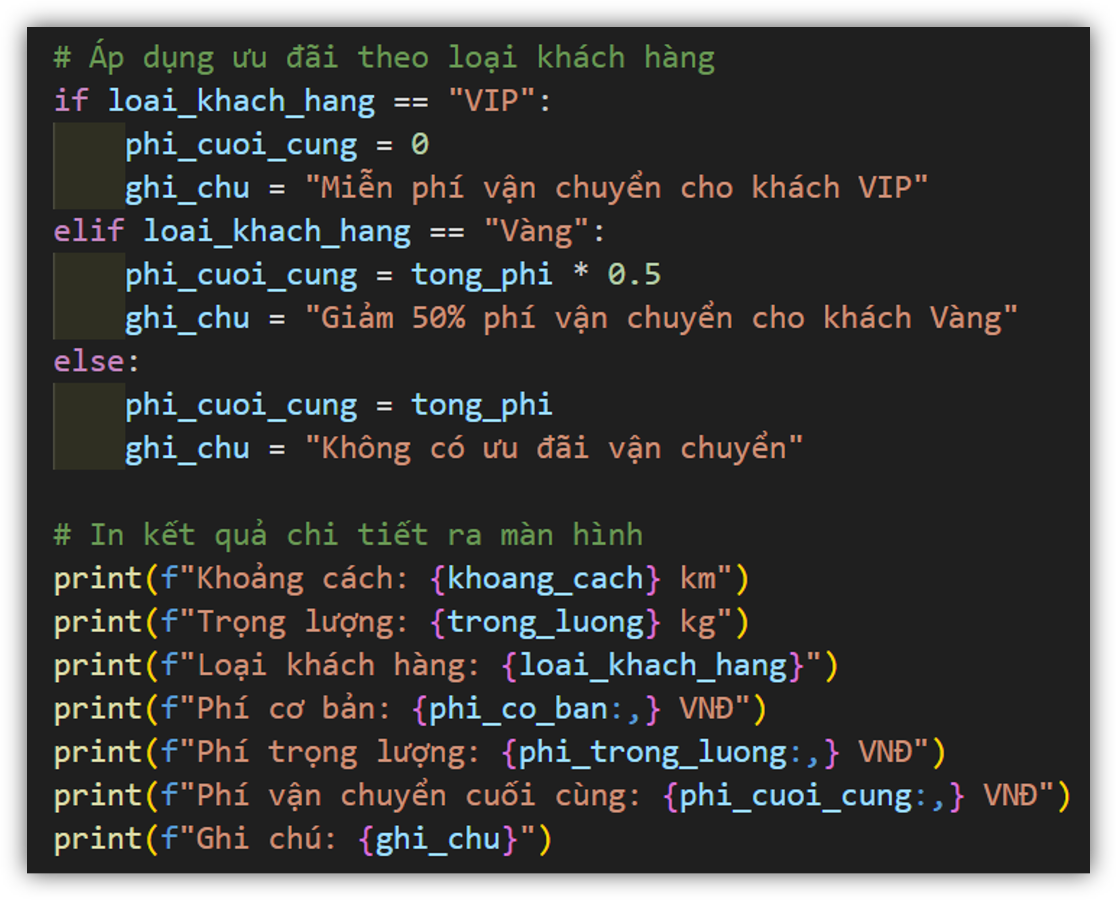 # Áp dụng ưu đãi theo loại khách hàng
if loai_khach_hang == "VIP":
    phi_cuoi_cung = 0
    ghi_chu = "Miễn phí vận chuyển cho khách VIP"
elif loai_khach_hang == "Vàng":
    phi_cuoi_cung = tong_phi * 0.5
    ghi_chu = "Giảm 50% phí vận chuyển cho khách Vàng"
else:
    phi_cuoi_cung = tong_phi
    ghi_chu = "Không có ưu đãi vận chuyển"

# In kết quả chi tiết ra màn hình
print(f"Khoảng cách: {khoang_cach} km")
print(f"Trọng lượng: {trong_luong} kg")
print(f"Loại khách hàng: {loai_khach_hang}")
print(f"Phí cơ bản: {phi_co_ban:,} VNĐ")
print(f"Phí trọng lượng: {phi_trong_luong:,} VNĐ")
print(f"Phí vận chuyển cuối cùng: {phi_cuoi_cung:,} VNĐ")
print(f"Ghi chú: {ghi_chu}")